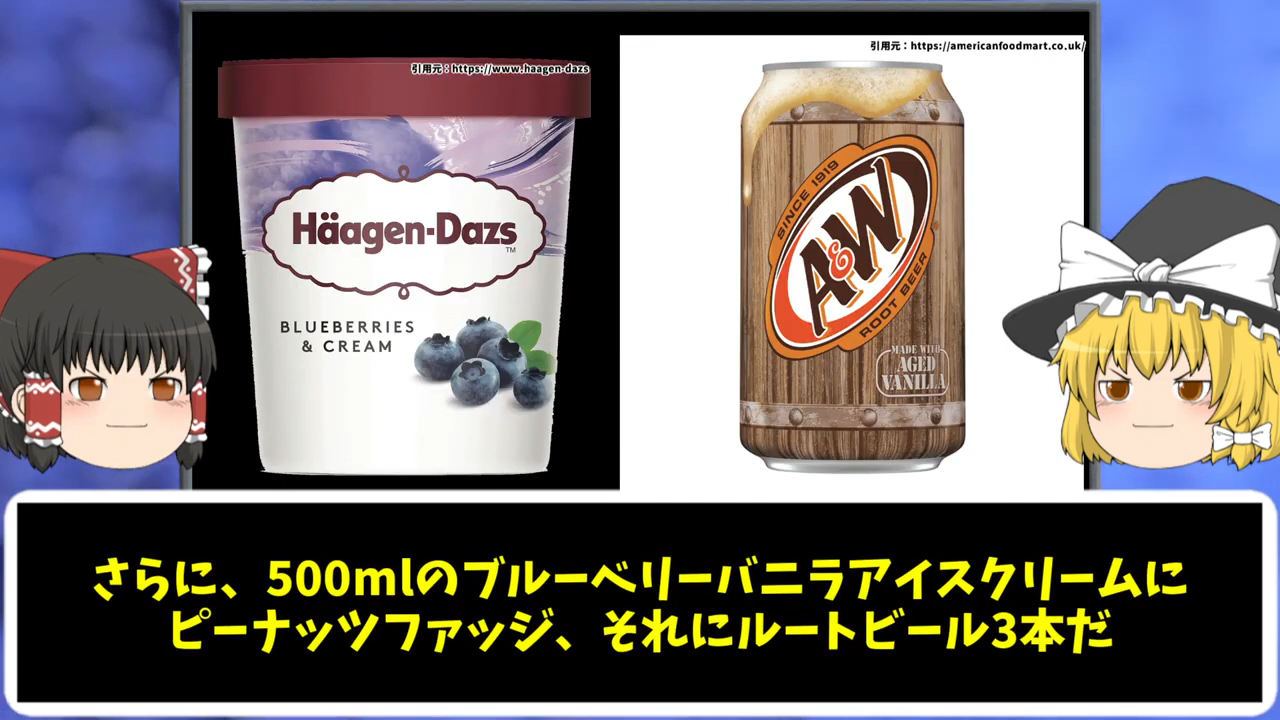 引用元:https://www.haagen-dazs
引用元:https://americanfoodmart.co.uk/
Häagen-Dazs
TM
BLUEBERRIES
& CREAM
SINCE 1919
A&W
ROOT BEER
MADE WITH
AGED
VANILLA
さらに、500mlのブルーベリーバニラアイスクリームに
ピーナッツファッジ、それにルートビール3本だ